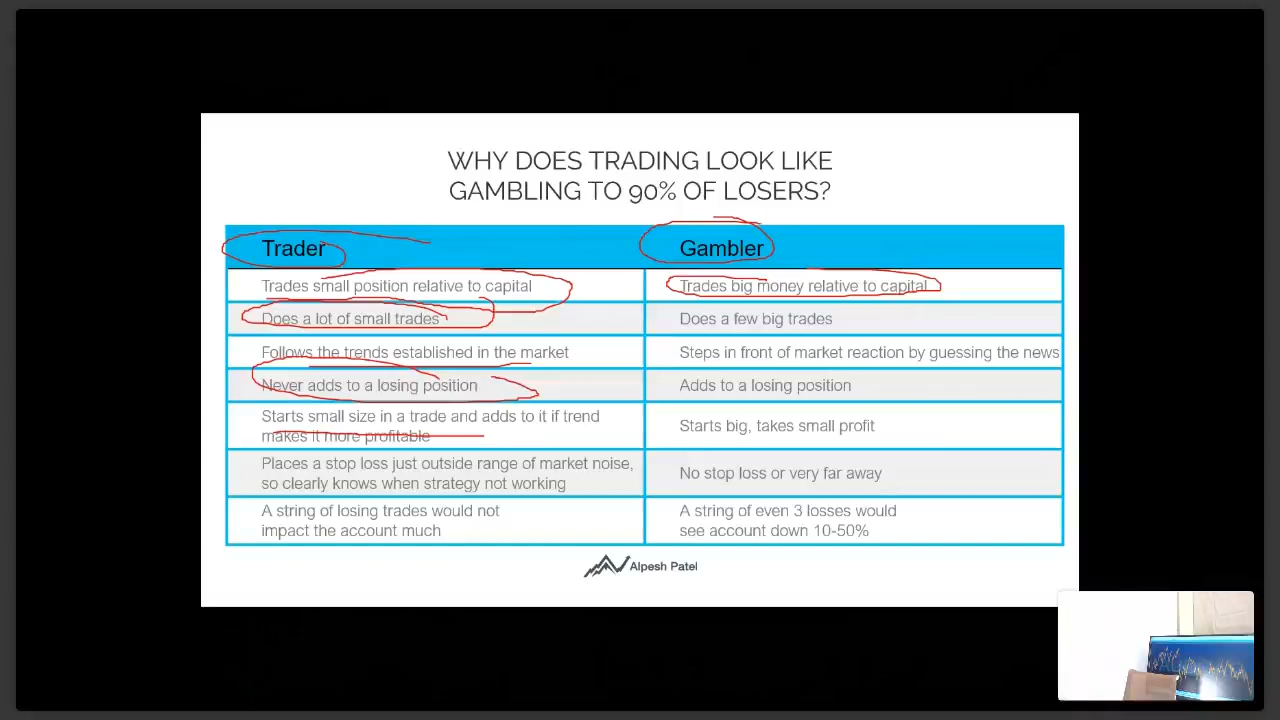 WHY DOES TRADING LOOK LIKE
GAMBLING TO 90% OF LOSERS?
Trader
Gambler
Trades small position relative to capital
Trades big money relative to capital
Does a lot of small trades
Does a few big trades
Follows the trends established in the market
Steps in front of market reaction by guessing the news
Never adds to a losing position
Adds to a losing position
Starts small size in a trade and adds to it if trend
makes it more profitable
Starts big, takes small profit
Places a stop loss just outside range of market noise,
so clearly knows when strategy not working
No stop loss or very far away
A string of losing trades would not
impact the account much
A string of even 3 losses would
see account down 10-50%
Alpesh Patel